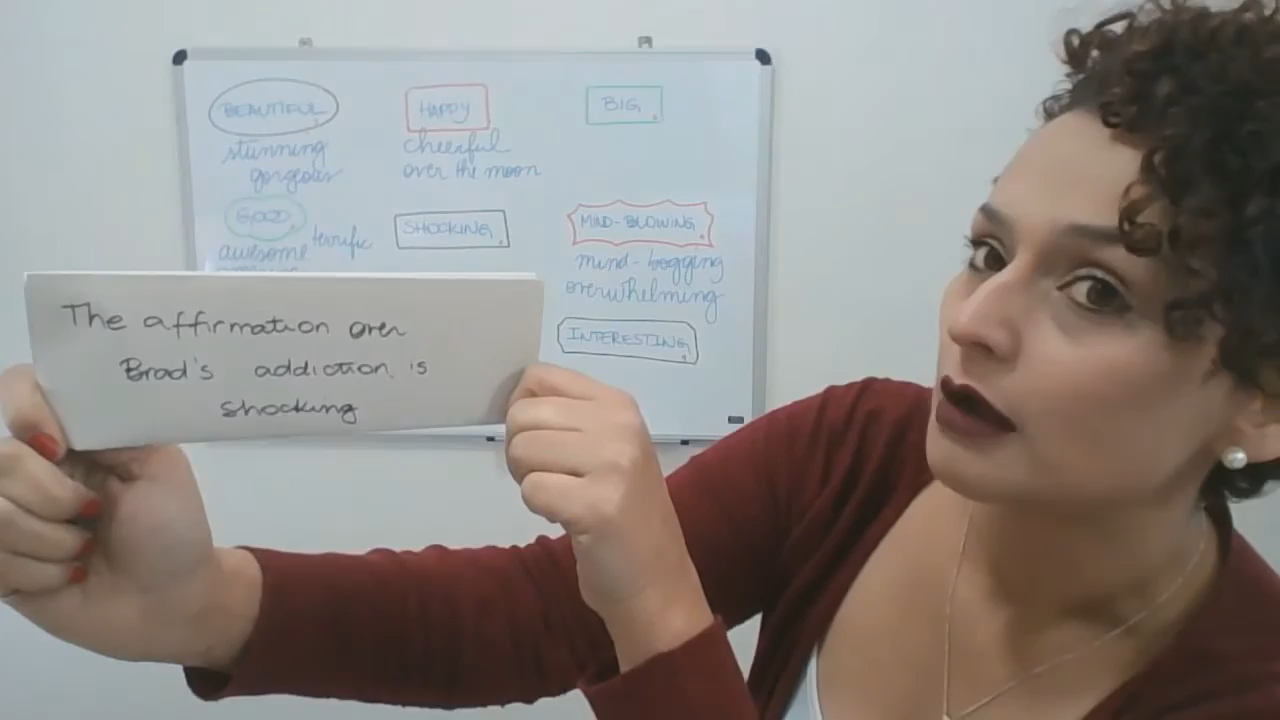 BEAUTIFUL
stunning
gorgeous
HAPPY
cheerful
over the moon
BIG
GOOD
awesome terrific
SHOCKING
MIND-BLOWING
mind-bogging
overwhelming
INTERESTING
The affirmation over
Brad's addiction is
shocking